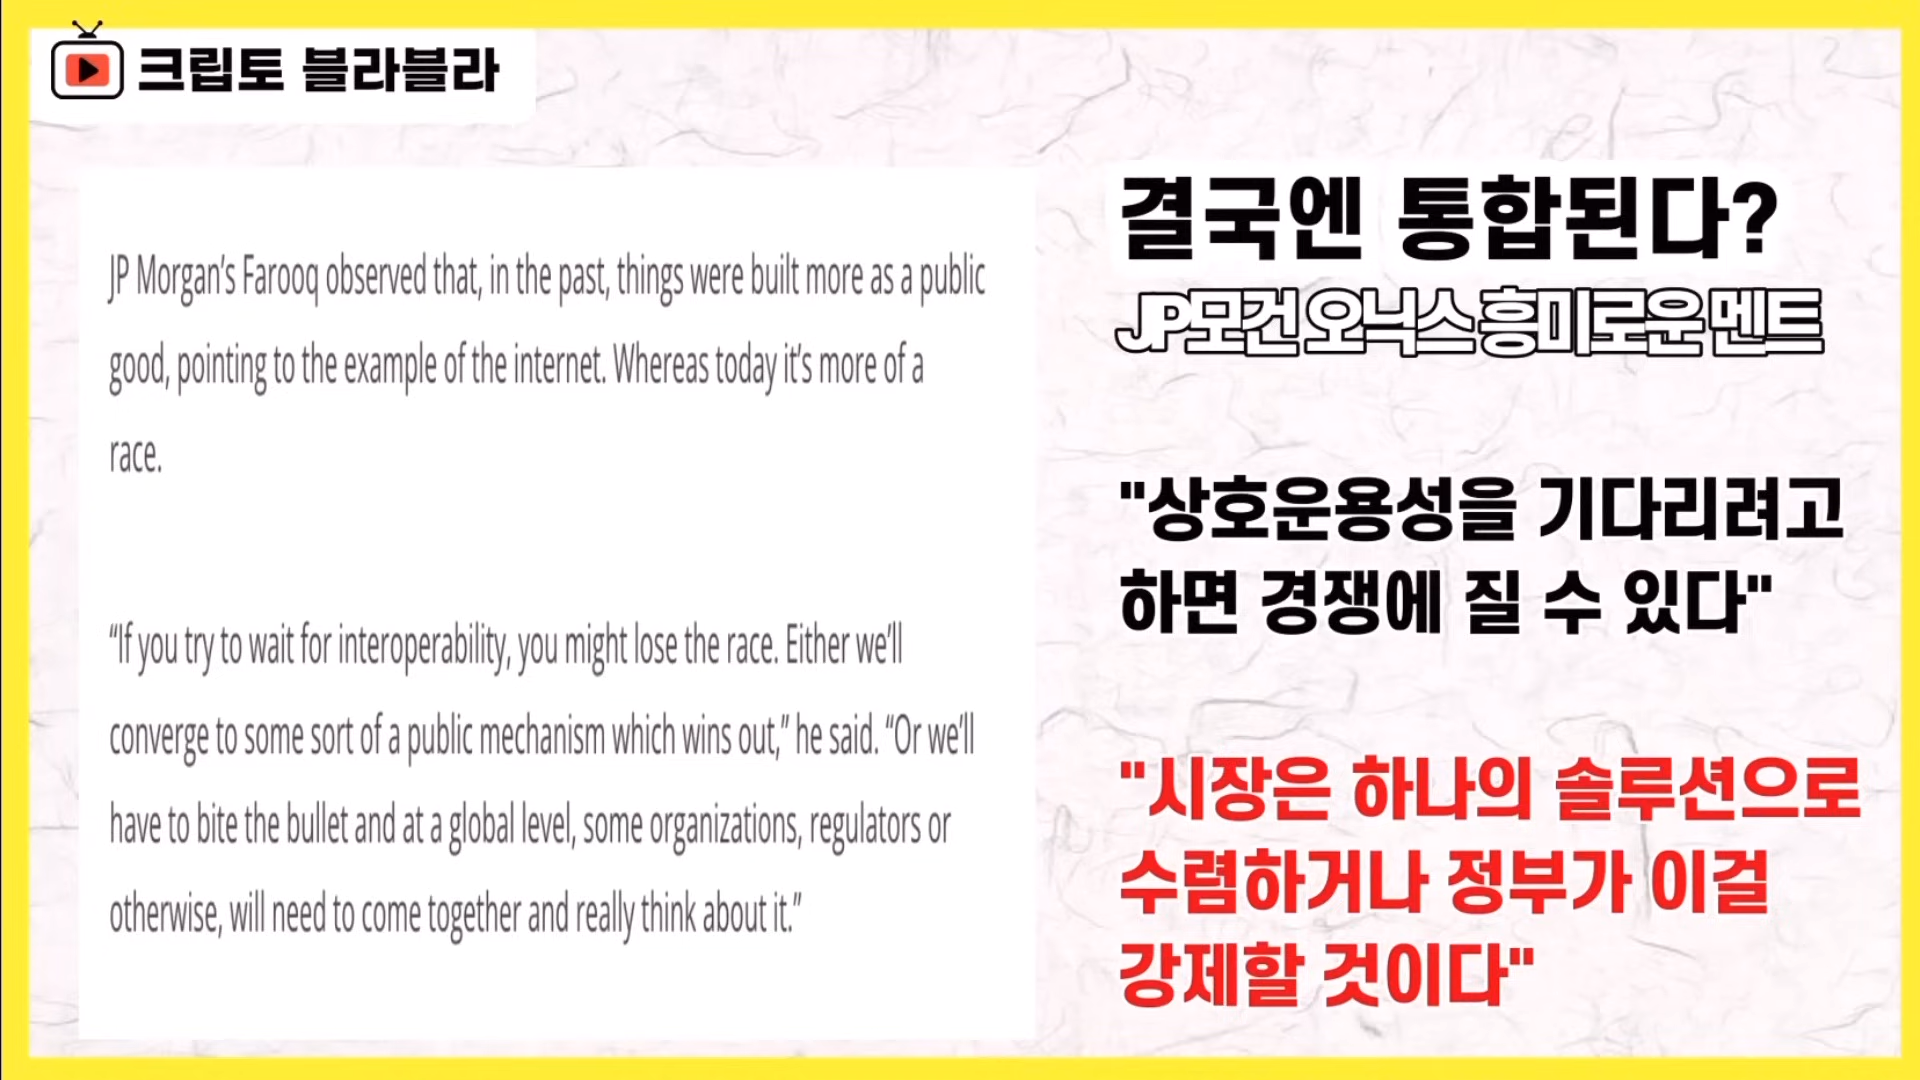 크립토 블라블라
JP Morgan's Farooq observed that, in the past, things were built more as a public
good, pointing to the example of the internet. Whereas today it's more of a
race.
“If you try to wait for interoperability, you might lose the race. Either we'll
converge to some sort of a public mechanism which wins out,” he said. “Or we'll
have to bite the bullet and at a global level, some organizations, regulators or
otherwise, will need to come together and really think about it.”
결국엔 통합된다?
JP모건 오닉스 흥미로운 멘트
"상호운용성을 기다리려고
하면 경쟁에 질 수 있다"
"시장은 하나의 솔루션으로
수렴하거나 정부가 이걸
강제할 것이다"